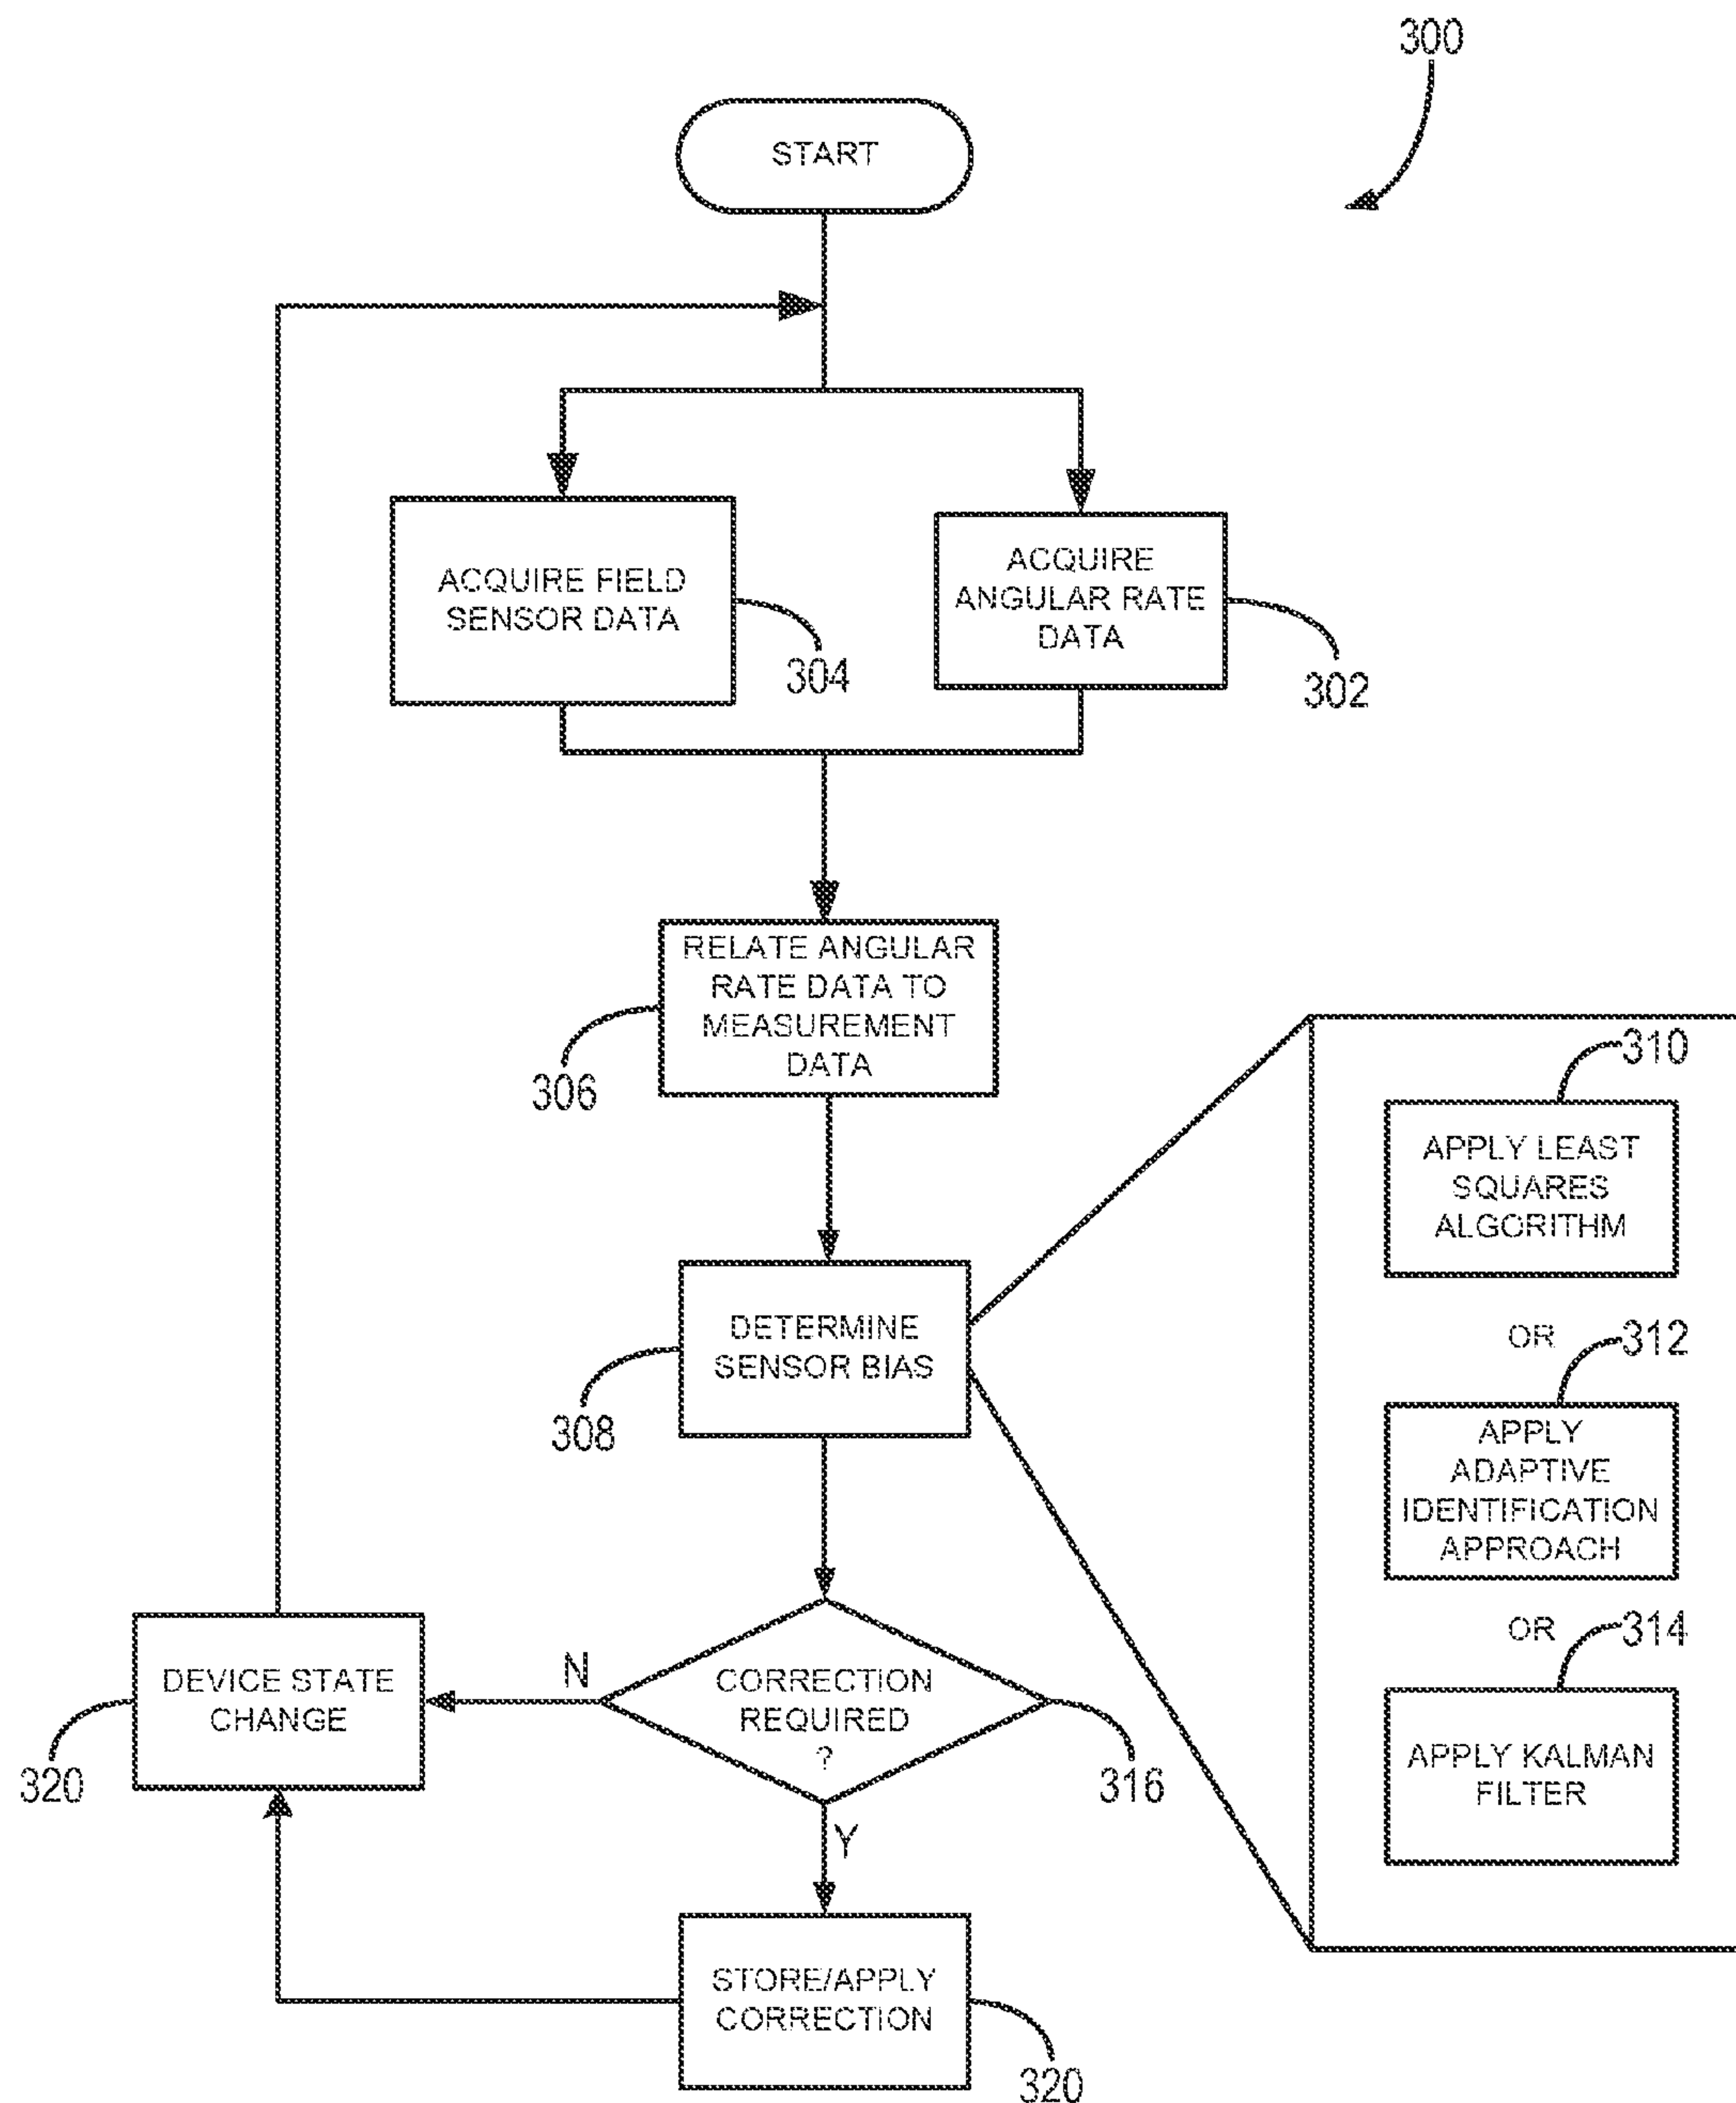 300
START
ACQUIRE FIELD
SENSOR DATA
304
ACQUIRE
ANGULAR RATE
DATA
302
RELATE ANGULAR
RATE DATA TO
MEASUREMENT
DATA
306
DETERMINE
SENSOR BIAS
308
310
APPLY LEAST
SQUARES
ALGORITHM
OR
312
APPLY
ADAPTIVE
IDENTIFICATION
APPROACH
OR
314
APPLY KALMAN
FILTER
CORRECTION
REQUIRED
?
316
N
Y
DEVICE STATE
CHANGE
320
STORE/APPLY
CORRECTION
320